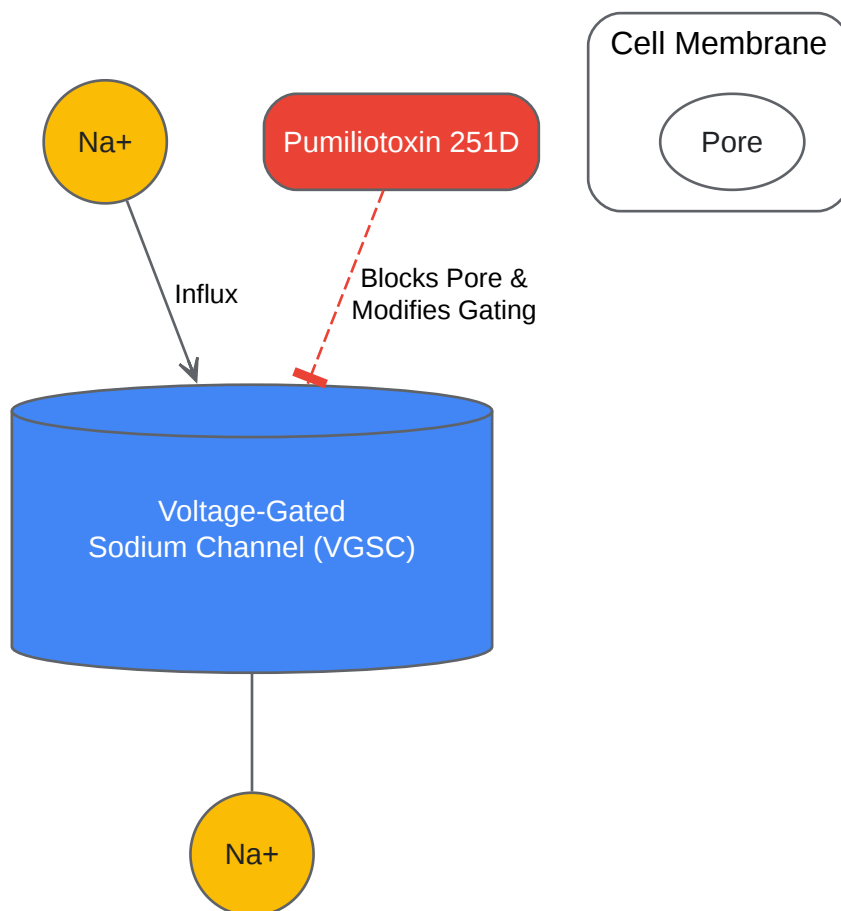 Cell Membrane
Na+
Pumiliotoxin 251D
Pore
Influx
Blocks Pore &
Modifies Gating
Voltage-Gated
Sodium Channel (VGSC)
Na+